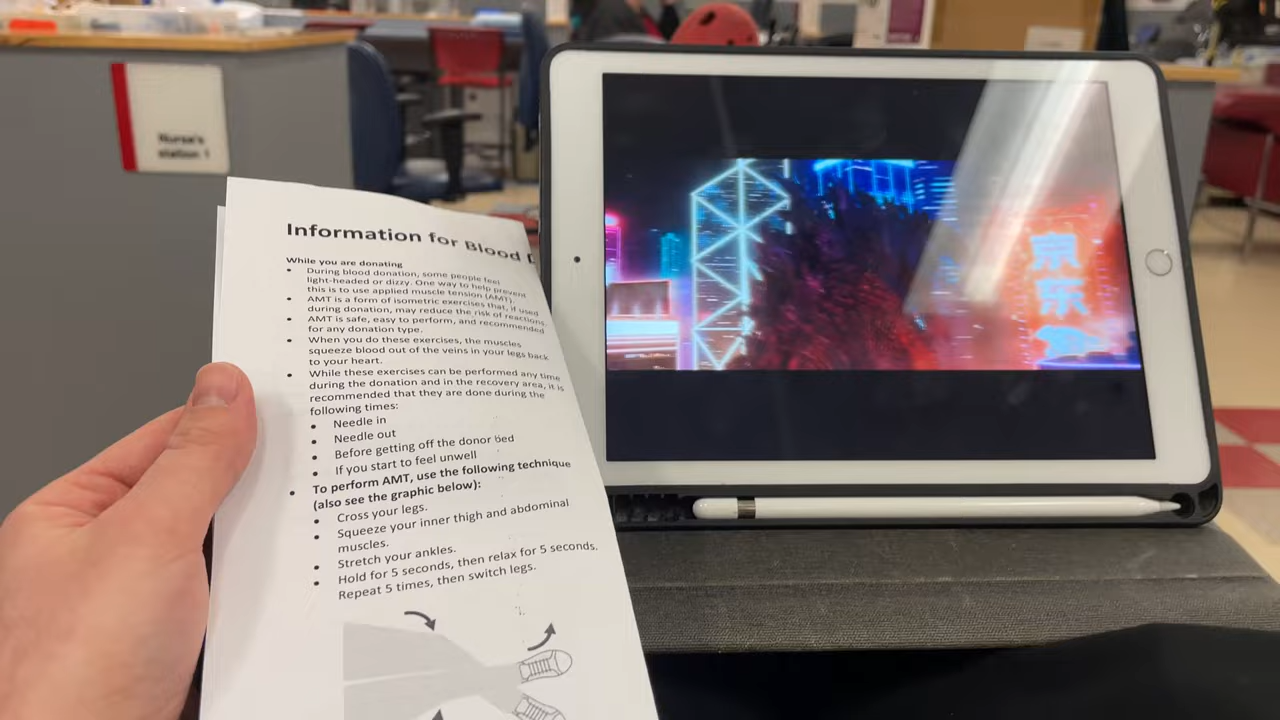 Nurse's
station 1
Information for Blood
While you are donating
• During blood donation, some people feel
light-headed or dizzy. One way to help prevent
this is to use applied muscle tension (AMT).
• AMT is a form of isometric exercises that, if used
during donation, may reduce the risk of reactions.
• AMT is safe, easy to perform, and recommended
for any donation type.
• When you do these exercises, the muscles
squeeze blood out of the veins in your legs back
to your heart.
• While these exercises can be performed any time
during the donation and in the recovery area, it is
recommended that they are done during the
following times:
• Needle in
• Needle out
• Before getting off the donor bed
• If you start to feel unwell
• To perform AMT, use the following technique
(also see the graphic below):
• Cross your legs.
• Squeeze your inner thigh and abdominal
muscles.
• Stretch your ankles.
• Hold for 5 seconds, then relax for 5 seconds.
• Repeat 5 times, then switch legs.
京
东